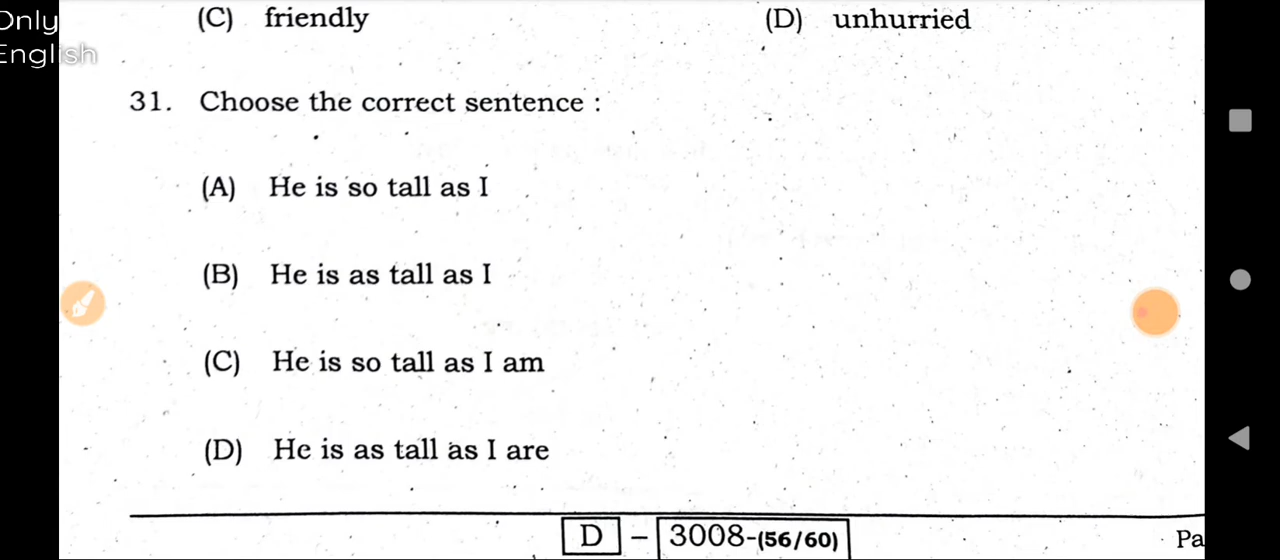 Only
English
(C) friendly (D) unhurried
31. Choose the correct sentence :
(A) He is so tall as I
(B) He is as tall as I
(C) He is so tall as I am
(D) He is as tall as I are
D – 3008-(56/60)
Pa